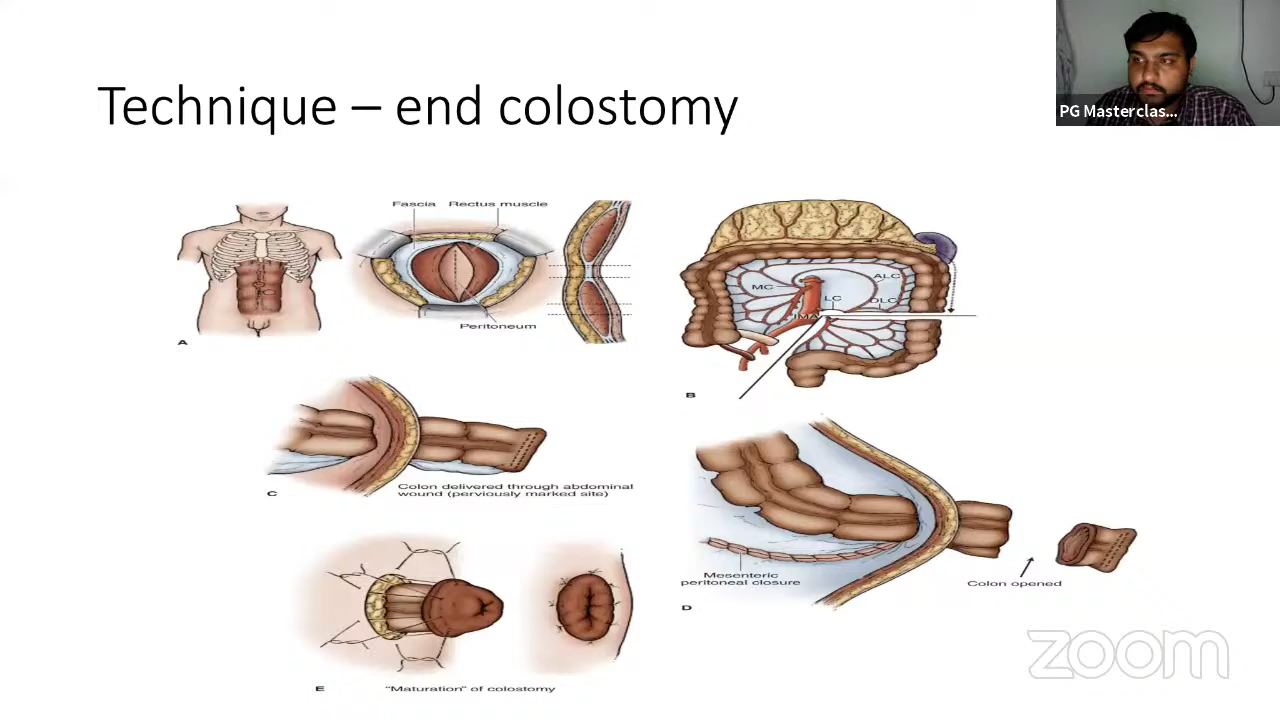 Technique – end colostomy
PG Masterclas...
Fascia Rectus muscle
Peritoneum
A
MC
ALC
LC
DLC
IMA
B
Colon delivered through abdominal
wound (perviously marked site)
C
Mesenteric
peritoneal closure
Colon opened
D
E
"Maturation" of colostomy
zoom